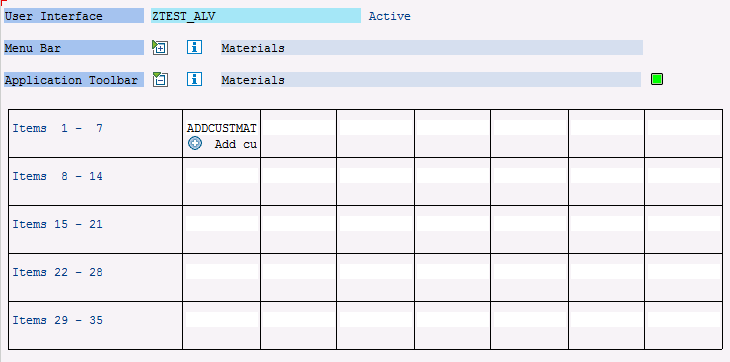 User Interface ZTEST_ALV Active
Menu Bar Materials
Application Toolbar Materials
Items 1 - 7 ADDCUSTMAT
Add cu
Items 8 - 14
Items 15 - 21
Items 22 - 28
Items 29 - 35